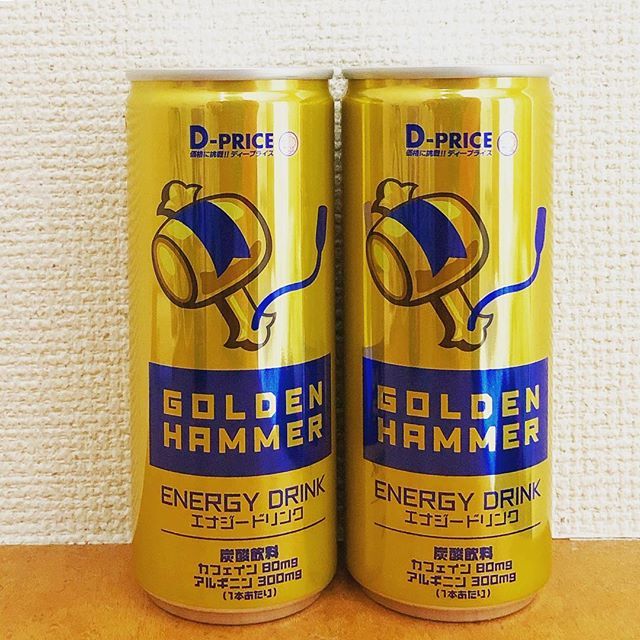 D-PRICE
価格に挑戦!! ディープライス
GOLDEN
HAMMER
ENERGY DRINK
エナジードリンク
炭酸飲料
カフェイン 80mg
アルギニン 300mg
(1本あたり)
D-PRICE
価格に挑戦!! ディープライス
GOLDEN
HAMMER
ENERGY DRINK
エナジードリンク
炭酸飲料
カフェイン 80mg
アルギニン 300mg
(1本あたり)